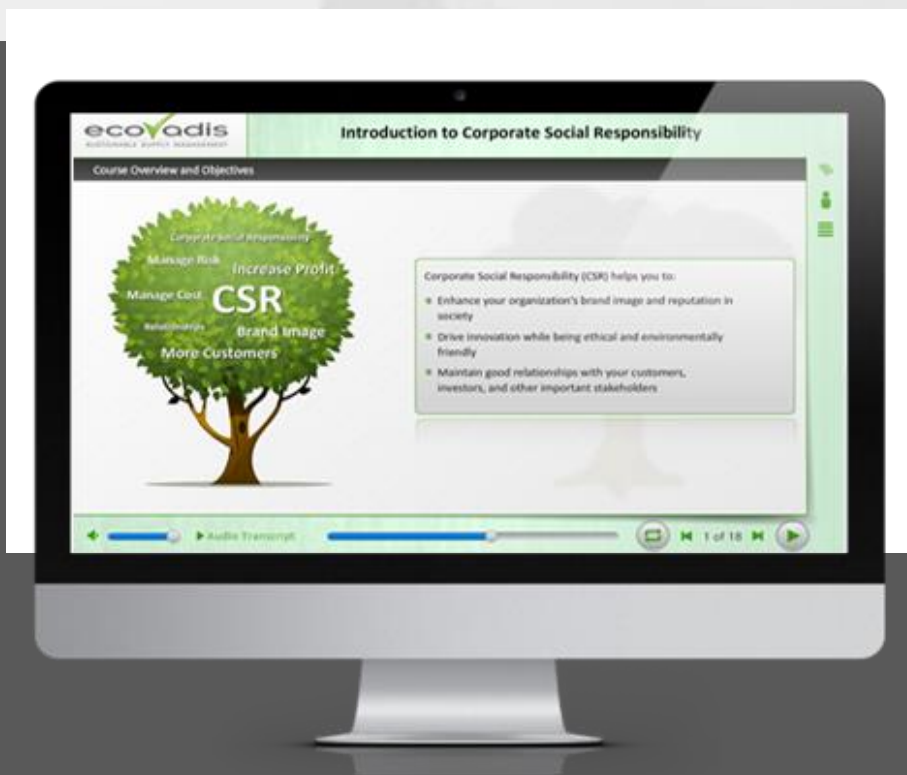 ecovadis
SUSTAINABLE SUPPLY MANAGEMENT
Introduction to Corporate Social Responsibility
Course Overview and Objectives
Corporate Social Responsibility
Manage Risk
Increase Profit
Manage Cost
CSR
Relationships
Brand Image
More Customers
Corporate Social Responsibility (CSR) helps you to:
Enhance your organization's brand image and reputation in
society
Drive innovation while being ethical and environmentally
friendly
Maintain good relationships with your customers,
investors, and other important stakeholders
Audio Transcript
1 of 18